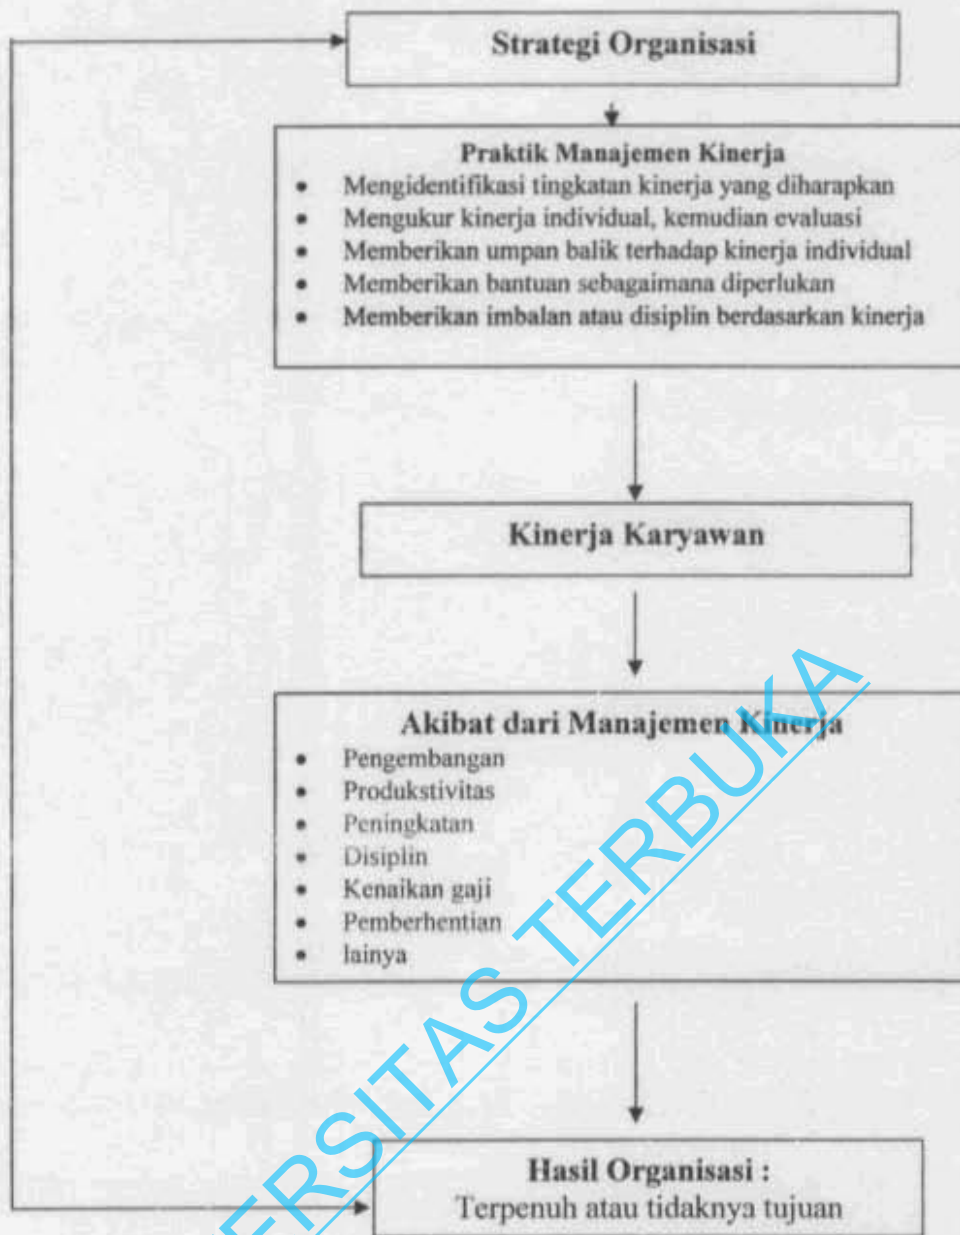 Strategi Organisasi
Praktik Manajemen Kinerja
• Mengidentifikasi tingkatan kinerja yang diharapkan
• Mengukur kinerja individual, kemudian evaluasi
• Memberikan umpan balik terhadap kinerja individual
• Memberikan bantuan sebagaimana diperlukan
• Memberikan imbalan atau disiplin berdasarkan kinerja
Kinerja Karyawan
Akibat dari Manajemen Kinerja
• Pengembangan
• Produkstivitas
• Peningkatan
• Disiplin
• Kenaikan gaji
• Pemberhentian
• lainya
Hasil Organisasi :
Terpenuh atau tidaknya tujuan
ERSITAS TERBUKA